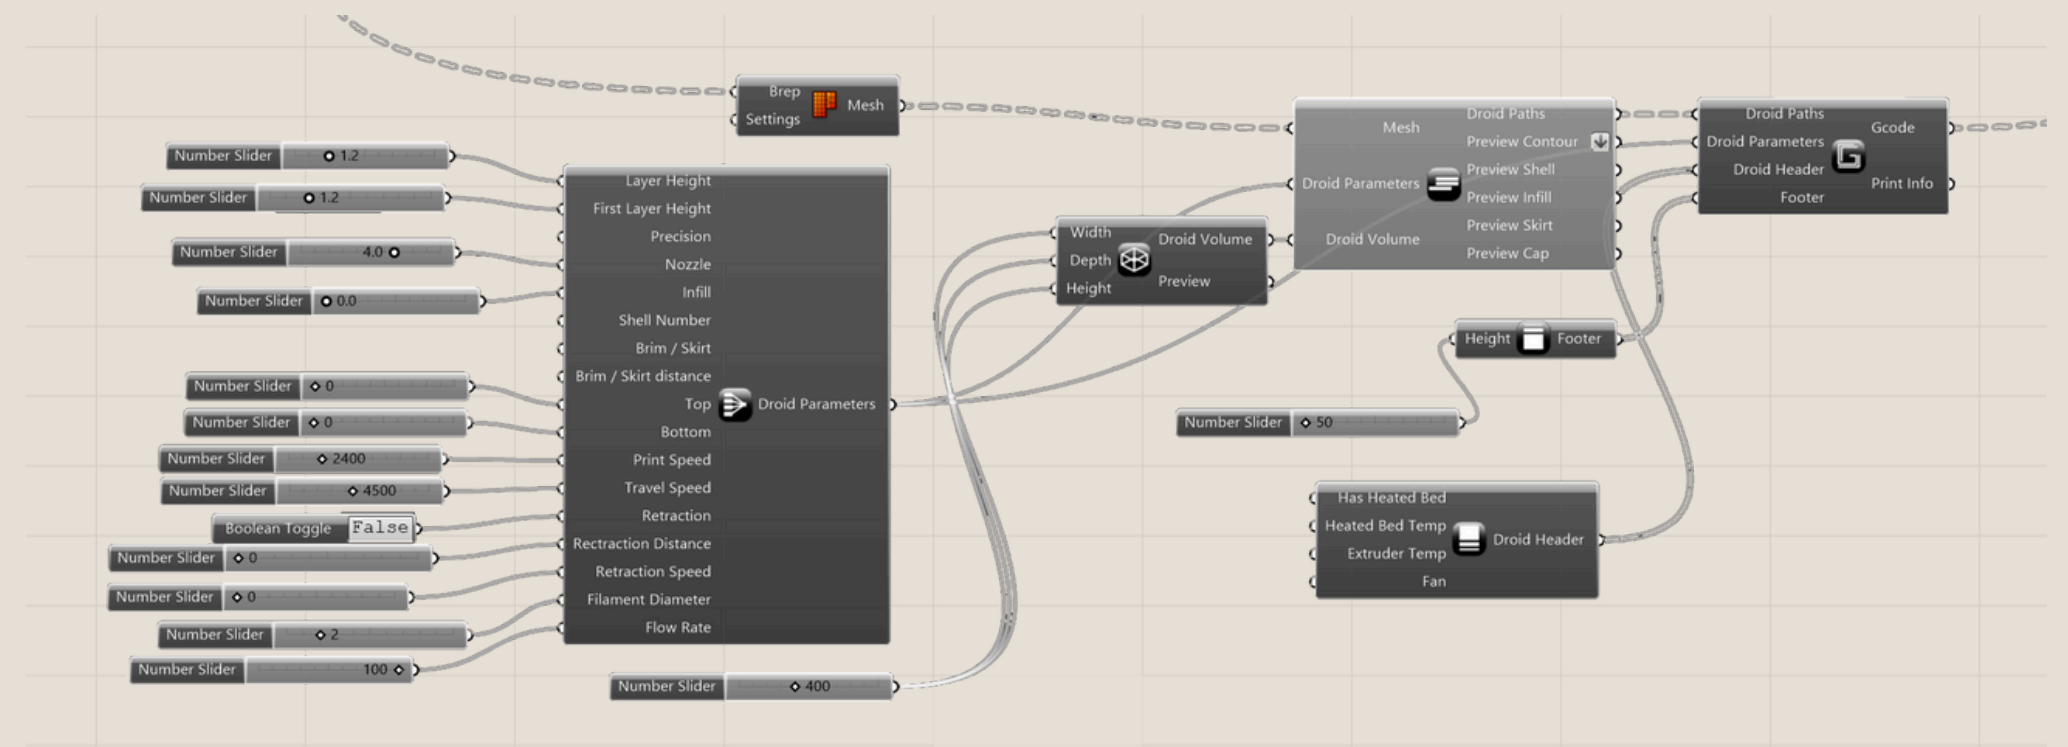 Brep
Settings
Mesh
Number Slider 1.2
Number Slider 1.2
Number Slider 4.0
Number Slider 0.0
Number Slider 0
Number Slider 0
Number Slider 2400
Number Slider 4500
Boolean Toggle False
Number Slider 0
Number Slider 0
Number Slider 2
Number Slider 100
Layer Height
First Layer Height
Precision
Nozzle
Infill
Shell Number
Brim / Skirt
Brim / Skirt distance
Top
Bottom
Print Speed
Travel Speed
Retraction
Rectraction Distance
Retraction Speed
Filament Diameter
Flow Rate
Droid Parameters
Number Slider 400
Width
Depth
Height
Droid Volume
Preview
Mesh
Droid Parameters
Droid Volume
Droid Paths
Preview Contour
Preview Shell
Preview Infill
Preview Skirt
Preview Cap
Droid Paths
Droid Parameters
Droid Header
Footer
Gcode
Print Info
Height
Footer
Number Slider 50
Has Heated Bed
Heated Bed Temp
Extruder Temp
Fan
Droid Header